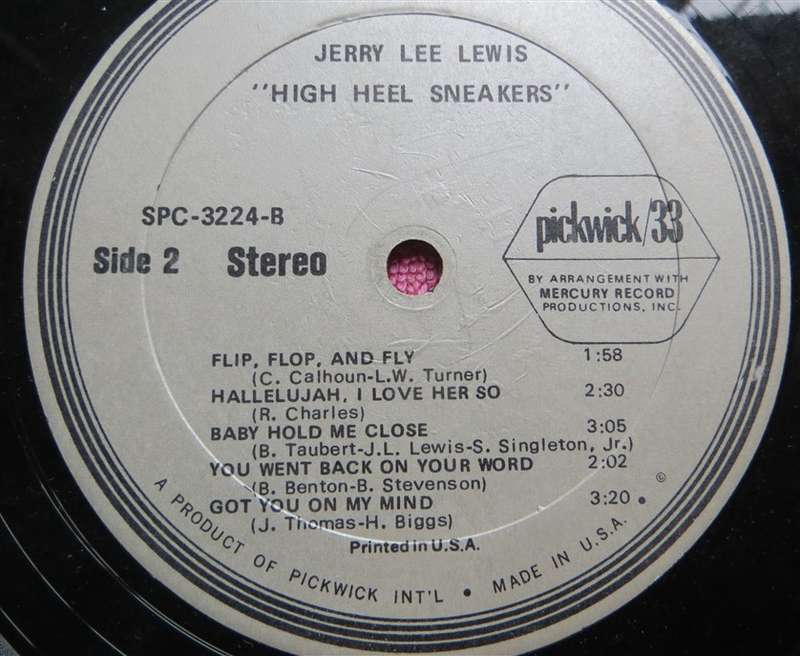 JERRY LEE LEWIS
"HIGH HEEL SNEAKERS"
SPC-3224-B
Side 2 Stereo
pickwick/33
BY ARRANGEMENT WITH
MERCURY RECORD
PRODUCTIONS, INC.
FLIP, FLOP, AND FLY 1:58
(C. Calhoun-L.W. Turner)
HALLELUJAH, I LOVE HER SO 2:30
(R. Charles)
BABY HOLD ME CLOSE 3:05
(B. Taubert-J.L. Lewis-S. Singleton, Jr.)
YOU WENT BACK ON YOUR WORD 2:02
(B. Benton-B. Stevenson)
GOT YOU ON MY MIND 3:20 •
(J. Thomas-H. Biggs)
©
Printed in U.S.A.
A PRODUCT OF PICKWICK INT'L • MADE IN U.S.A.